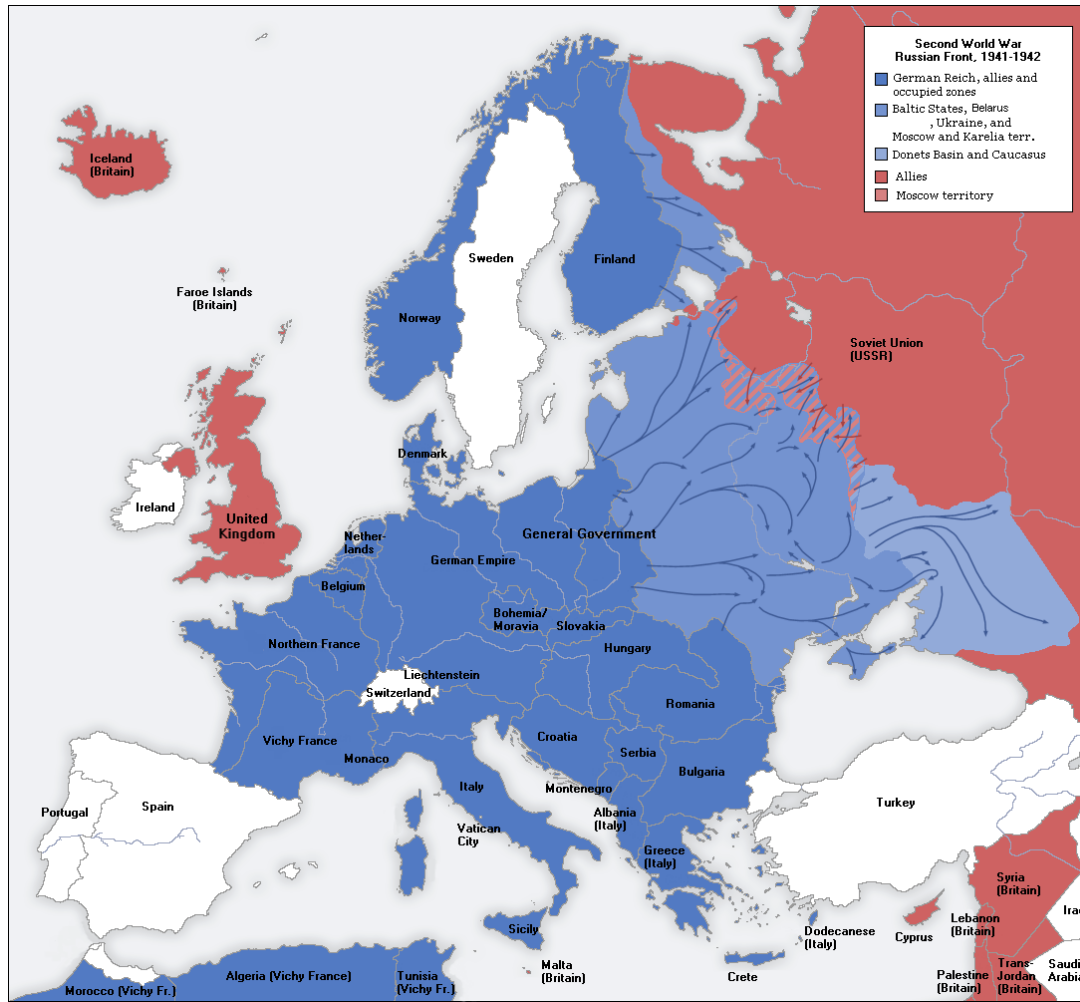 Second World War
Russian Front, 1941-1942
German Reich, allies and
occupied zones
Baltic States, Belarus
, Ukraine, and
Moscow and Karelia terr.
Donets Basin and Caucasus
Allies
Moscow territory
Iceland
(Britain)
Faroe Islands
(Britain)
Sweden
Finland
Norway
Soviet Union
(USSR)
Denmark
Ireland
United
Kingdom
Nether-
lands
General Government
German Empire
Belgium
Bohemia/
Moravia
Slovakia
Northern France
Hungary
Liechtenstein
Switzerland
Romania
Vichy France
Monaco
Croatia
Serbia
Bulgaria
Italy
Montenegro
Portugal
Spain
Albania
(Italy)
Turkey
Vatican
City
Greece
(Italy)
Syria
(Britain)
Iraq
Sicily
Dodecanese
(Italy)
Cyprus
Lebanon
(Britain)
Malta
(Britain)
Crete
Algeria (Vichy France)
Tunisia
(Vichy Fr.)
Morocco (Vichy Fr.)
Palestine
(Britain)
Trans-
Jordan
(Britain)
Saudi
Arabia